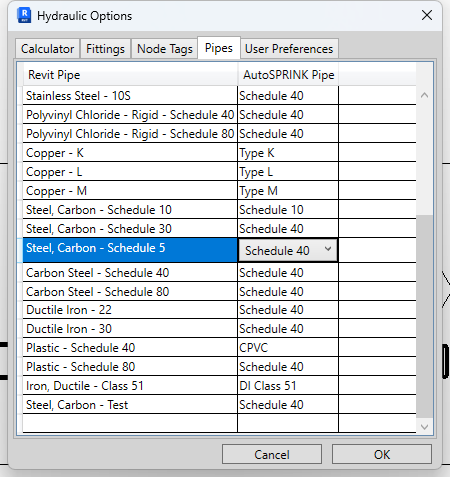 Hydraulic Options
Calculator Fittings Node Tags Pipes User Preferences
Revit Pipe AutoSPRINK Pipe
Stainless Steel - 10S Schedule 40
Polyvinyl Chloride - Rigid - Schedule 40 Schedule 40
Polyvinyl Chloride - Rigid - Schedule 80 Schedule 40
Copper - K Type K
Copper - L Type L
Copper - M Type M
Steel, Carbon - Schedule 10 Schedule 10
Steel, Carbon - Schedule 30 Schedule 40
Steel, Carbon - Schedule 5 Schedule 40
Carbon Steel - Schedule 40 Schedule 40
Carbon Steel - Schedule 80 Schedule 40
Ductile Iron - 22 Schedule 40
Ductile Iron - 30 Schedule 40
Plastic - Schedule 40 CPVC
Plastic - Schedule 80 Schedule 40
Iron, Ductile - Class 51 DI Class 51
Steel, Carbon - Test Schedule 40
Cancel OK